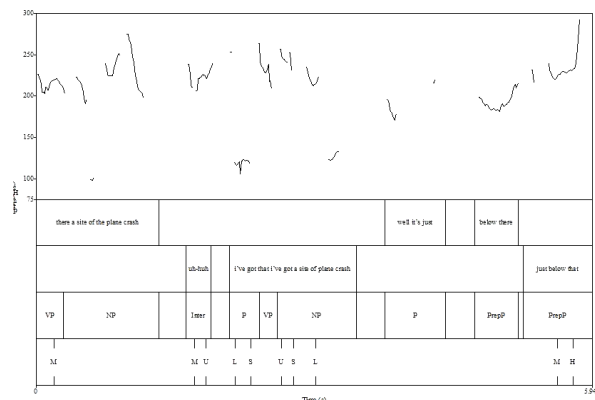 300
250
200
150
100
75
there a site of the plane crash
well it's just
below there
uh-huh
i've got that i've got a site of plane crash
just below that
VP NP Inter P VP NP P PrepP PrepP
M M U L S U S L M H
0 Time (s) 5.94